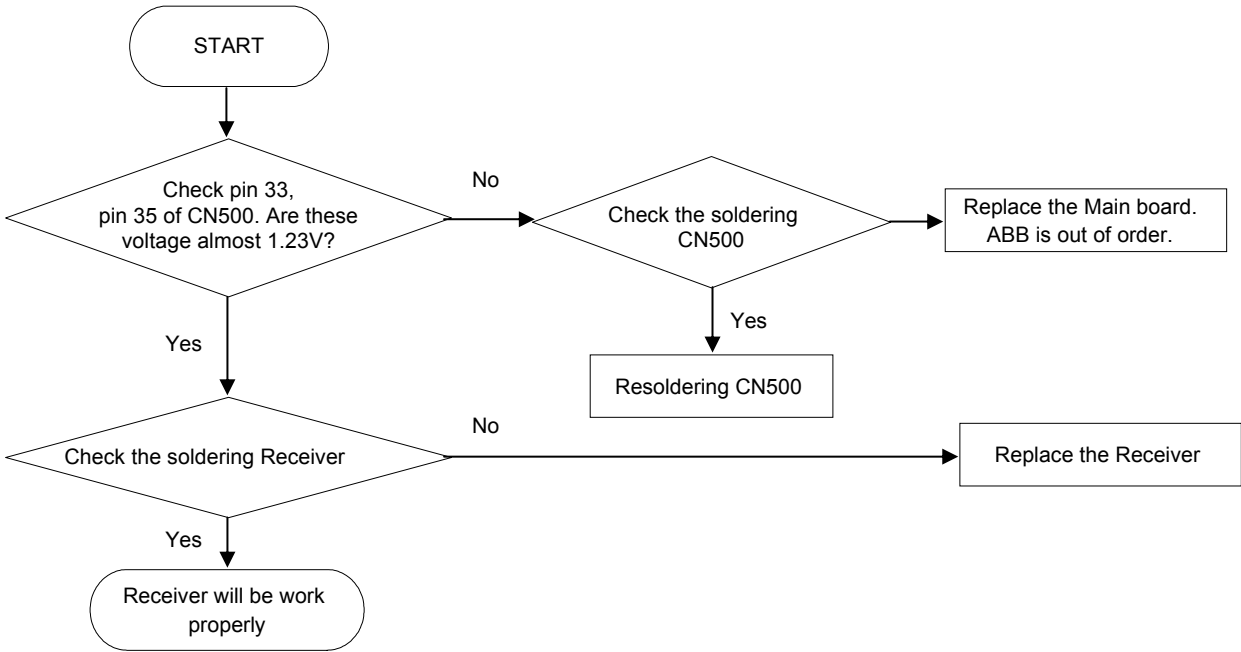 START
Check pin 33,
pin 35 of CN500. Are these
voltage almost 1.23V?
No
Check the soldering
CN500
Replace the Main board.
ABB is out of order.
Yes
Resoldering CN500
Yes
Check the soldering Receiver
No
Replace the Receiver
Yes
Receiver will be work
properly